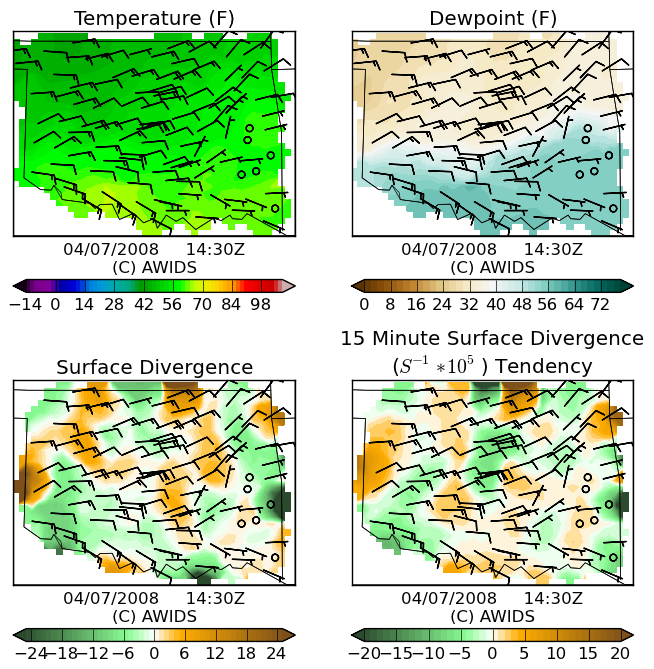 Temperature (F)
Dewpoint (F)
04/07/2008 14:30Z
(C) AWIDS
04/07/2008 14:30Z
(C) AWIDS
−14 0 14 28 42 56 70 84 98
0 8 16 24 32 40 48 56 64 72
Surface Divergence
15 Minute Surface Divergence
(S⁻¹ *10⁵ ) Tendency
04/07/2008 14:30Z
(C) AWIDS
04/07/2008 14:30Z
(C) AWIDS
−24 −18 −12 −6 0 6 12 18 24
−20 −15 −10 −5 0 5 10 15 20